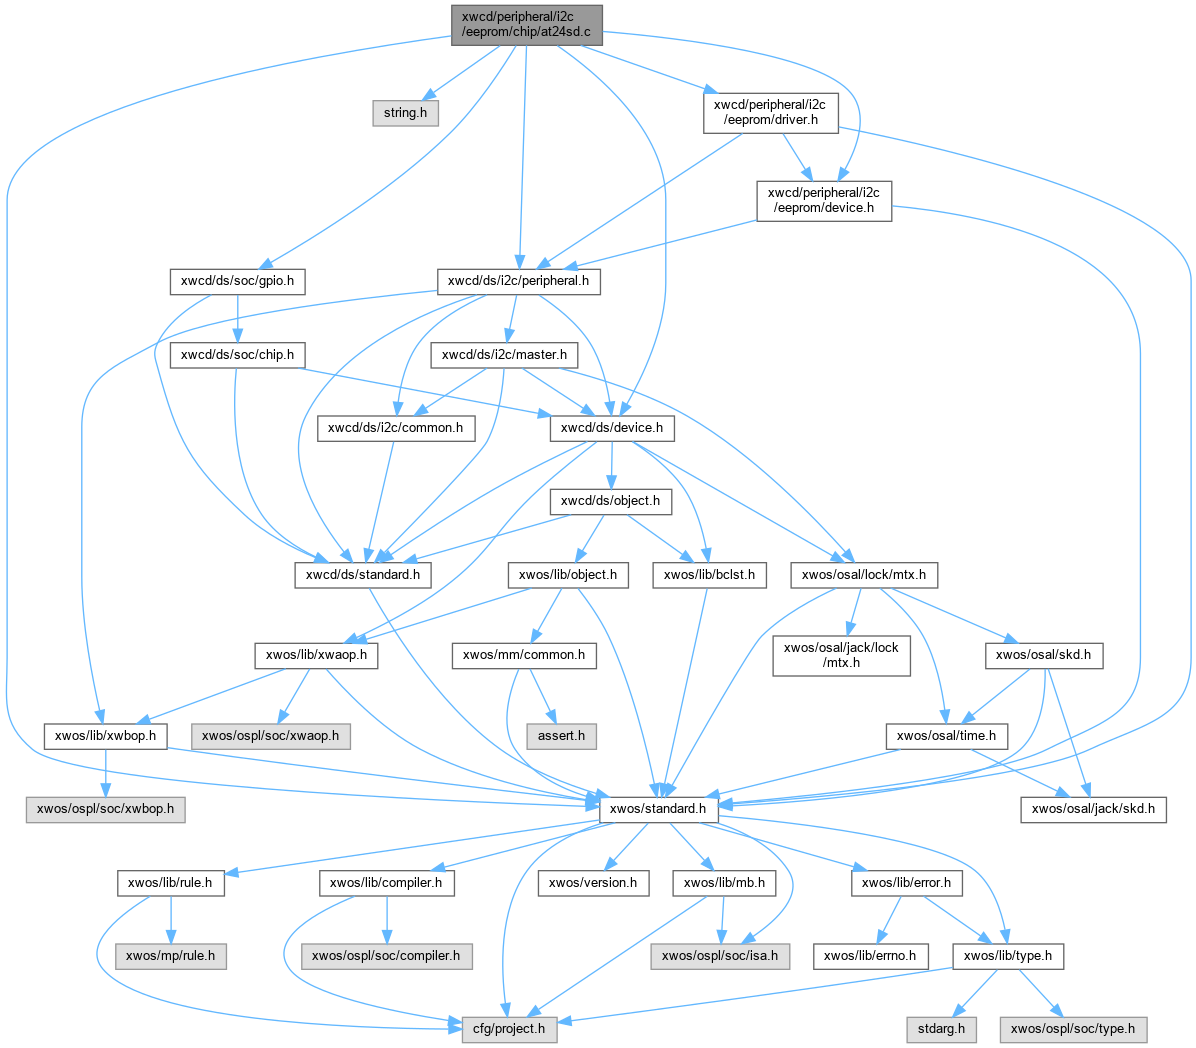 xwcd/peripheral/i2c
/eeprom/chip/at24sd.c
string.h
xwcd/peripheral/i2c
/eeprom/driver.h
xwcd/peripheral/i2c
/eeprom/device.h
xwcd/ds/soc/gpio.h
xwcd/ds/i2c/peripheral.h
xwcd/ds/soc/chip.h
xwcd/ds/i2c/master.h
xwcd/ds/i2c/common.h
xwcd/ds/device.h
xwcd/ds/object.h
xwcd/ds/standard.h
xwos/lib/object.h
xwos/lib/bclst.h
xwos/osal/lock/mtx.h
xwos/lib/xwaop.h
xwos/mm/common.h
xwos/osal/jack/lock
/mtx.h
xwos/osal/skd.h
xwos/lib/xwbop.h
xwos/ospl/soc/xwaop.h
assert.h
xwos/osal/time.h
xwos/ospl/soc/xwbop.h
xwos/standard.h
xwos/osal/jack/skd.h
xwos/lib/rule.h
xwos/lib/compiler.h
xwos/version.h
xwos/lib/mb.h
xwos/lib/error.h
xwos/mp/rule.h
xwos/ospl/soc/compiler.h
xwos/ospl/soc/isa.h
xwos/lib/errno.h
xwos/lib/type.h
cfg/project.h
stdarg.h
xwos/ospl/soc/type.h